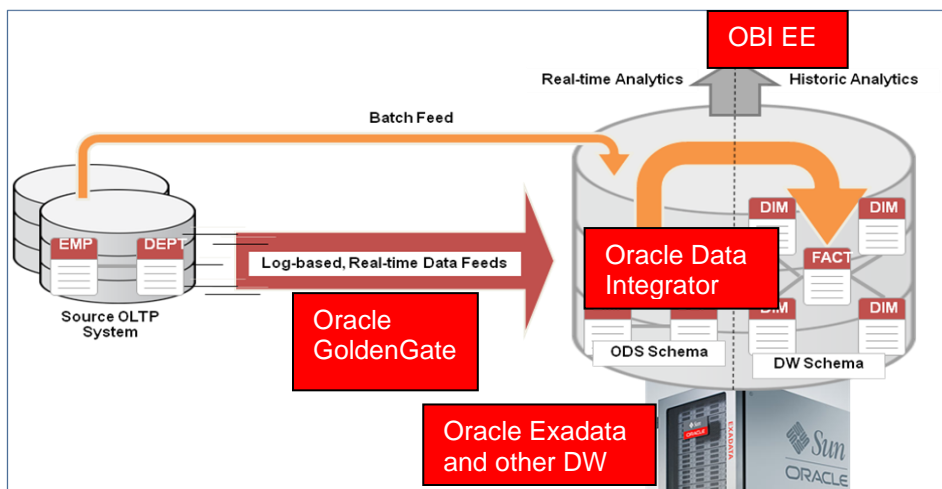 OBI EE
Real-time Analytics
Historic Analytics
Batch Feed
EMP
DEPT
Log-based, Real-time Data Feeds
Source OLTP
System
Oracle
GoldenGate
Oracle Data
Integrator
DIM
DIM
FACT
DIM
DIM
ODS Schema
DW Schema
Oracle Exadata
and other DW
Sun
ORACLE
EXADATA
Sun
ORACLE